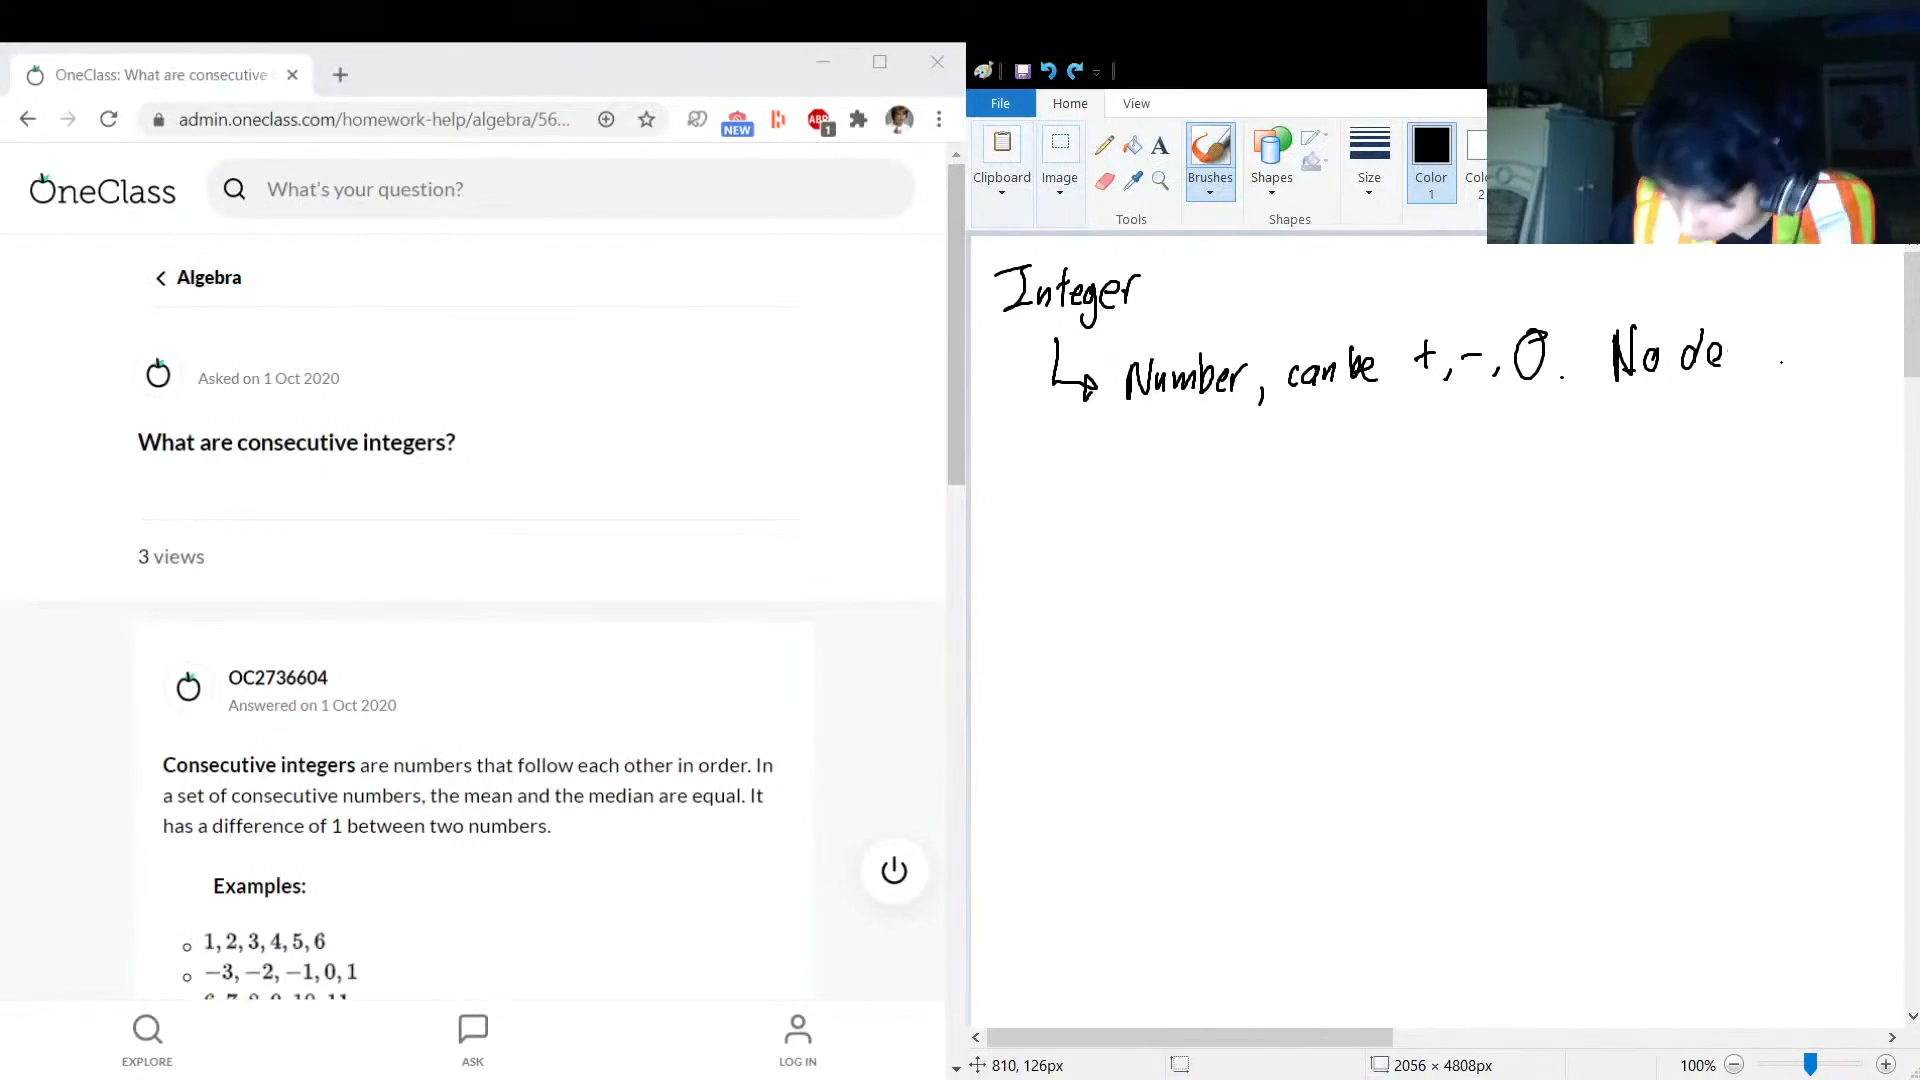 OneClass: What are consecutive
admin.oneclass.com/homework-help/algebra/56...
NEW
ABP
1
OneClass
What's your question?
Algebra
Asked on 1 Oct 2020
What are consecutive integers?
3 views
OC2736604
Answered on 1 Oct 2020
Consecutive integers are numbers that follow each other in order. In
a set of consecutive numbers, the mean and the median are equal. It
has a difference of 1 between two numbers.
Examples:
1, 2, 3, 4, 5, 6
−3, −2, −1, 0, 1
EXPLORE
ASK
LOG IN
File Home View
Clipboard
Image
A
Tools
Brushes
Shapes
Shapes
Size
Color
1
Colo
2
Integer
Number, can be +, -, 0. No de
810, 126px
2056 × 4808px
100%